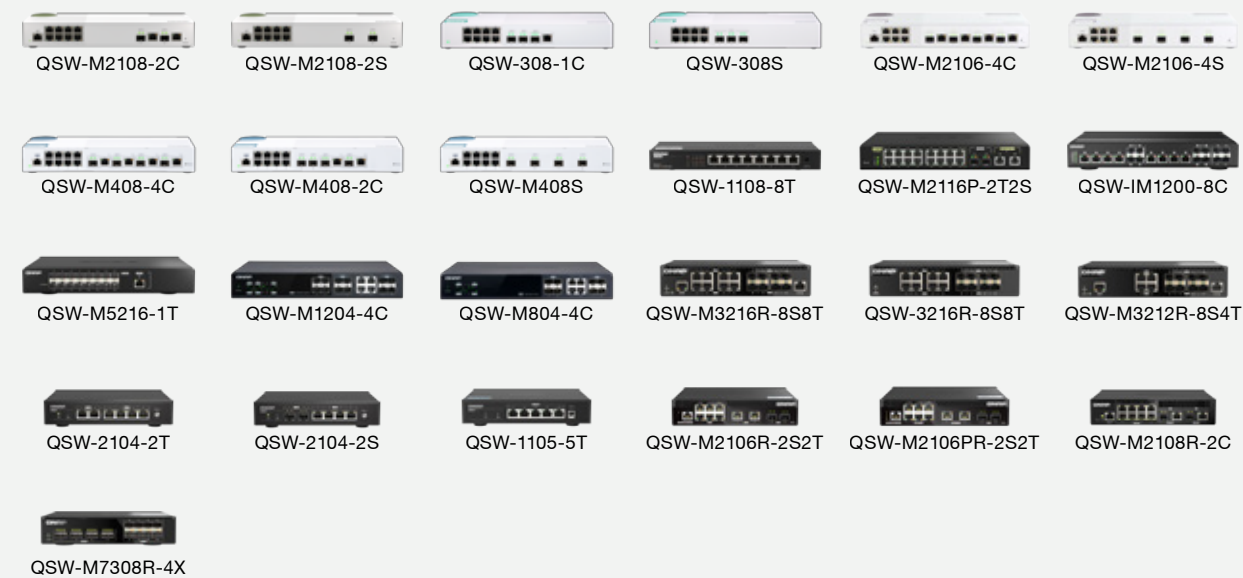 QSW-M2108-2C QSW-M2108-2S QSW-308-1C QSW-308S QSW-M2106-4C QSW-M2106-4S
QSW-M408-4C QSW-M408-2C QSW-M408S QSW-1108-8T QSW-M2116P-2T2S QSW-IM1200-8C
QSW-M5216-1T QSW-M1204-4C QSW-M804-4C QSW-M3216R-8S8T QSW-3216R-8S8T QSW-M3212R-8S4T
QSW-2104-2T QSW-2104-2S QSW-1105-5T QSW-M2106R-2S2T QSW-M2106PR-2S2T QSW-M2108R-2C
QSW-M7308R-4X